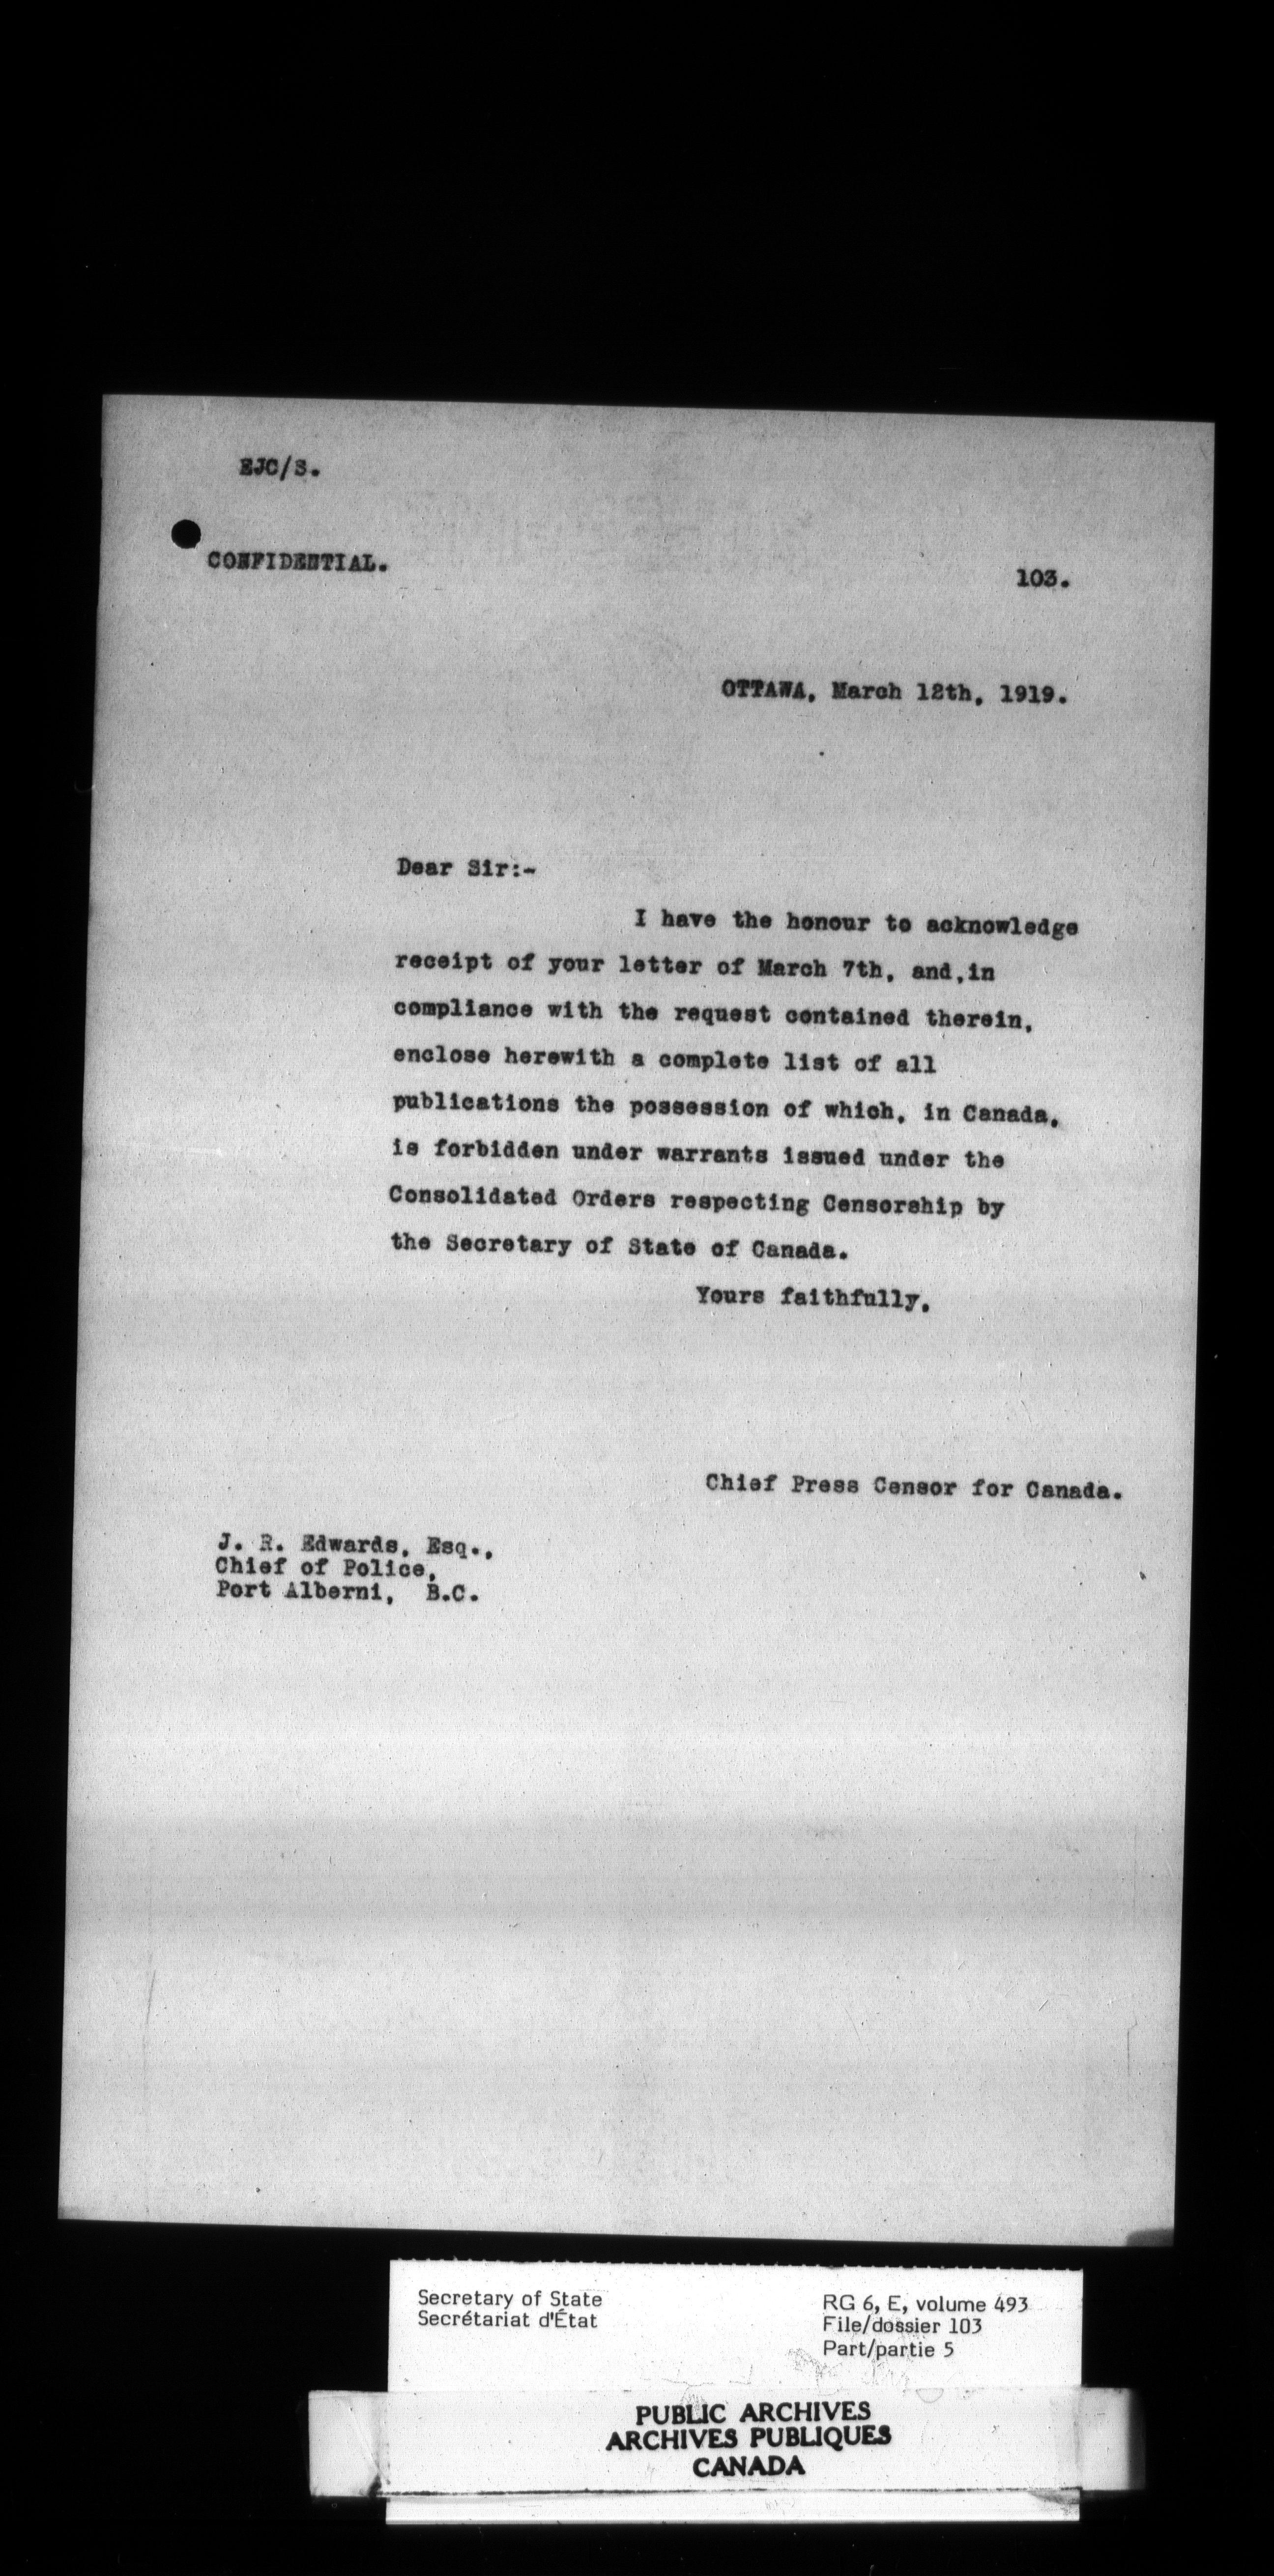 EJC/S.
CONFIDENTIAL.
103.
OTTAWA, March 12th, 1919.
Dear Sir:-
I have the honour to acknowledge
receipt of your letter of March 7th, and,in
compliance with the request contained therein,
enclose herewith a complete list of all
publications the possession of which, in Canada,
is forbidden under warrants issued under the
Consolidated Orders respecting Censorship by
the Secretary of State of Canada.
Yours faithfully,
Chief Press Censor for Canada.
J. R. Edwards, Esq.,
Chief of Police,
Port Alberni, B.C.
Secretary of State
Secrétariat d'État
RG 6, E, volume 493
File/dossier 103
Part/partie 5
PUBLIC ARCHIVES
ARCHIVES PUBLIQUES
CANADA